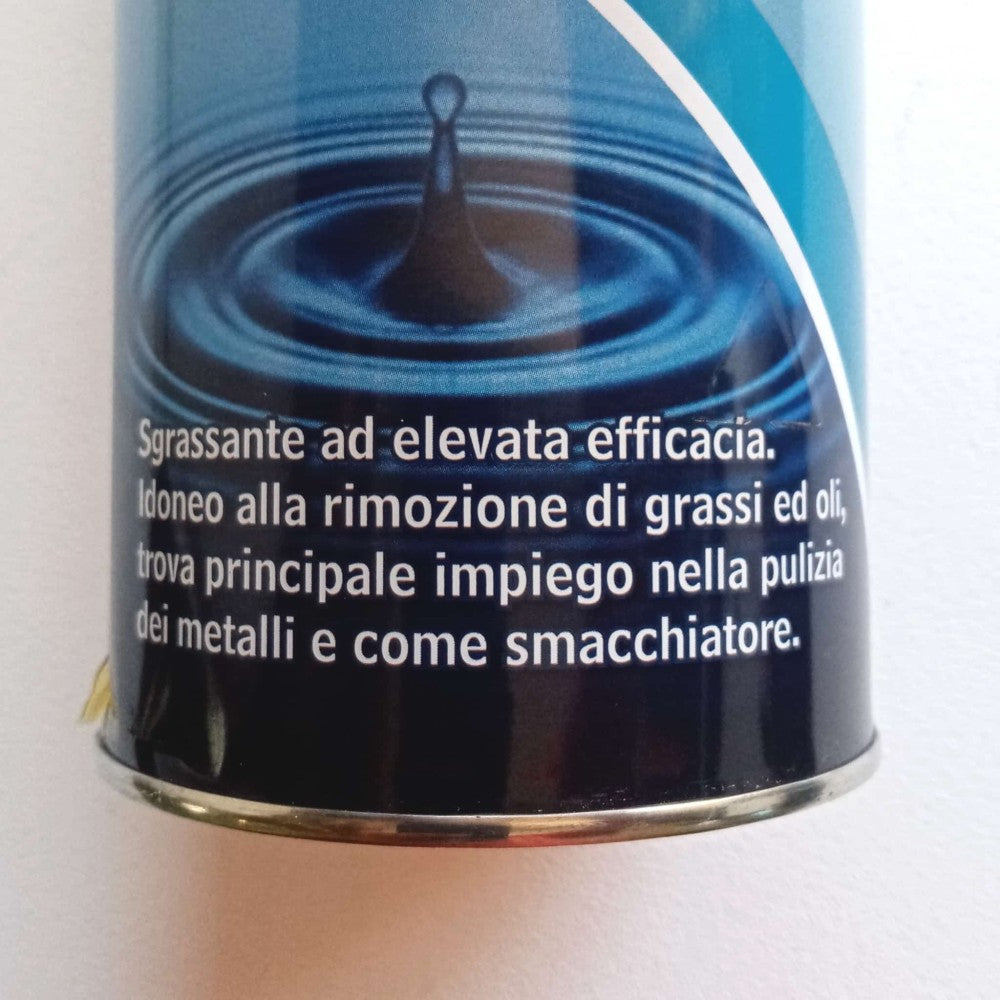 Sgrassante ad elevata efficacia.
Idoneo alla rimozione di grassi ed oli,
trova principale impiego nella pulizia
dei metalli e come smacchiatore.